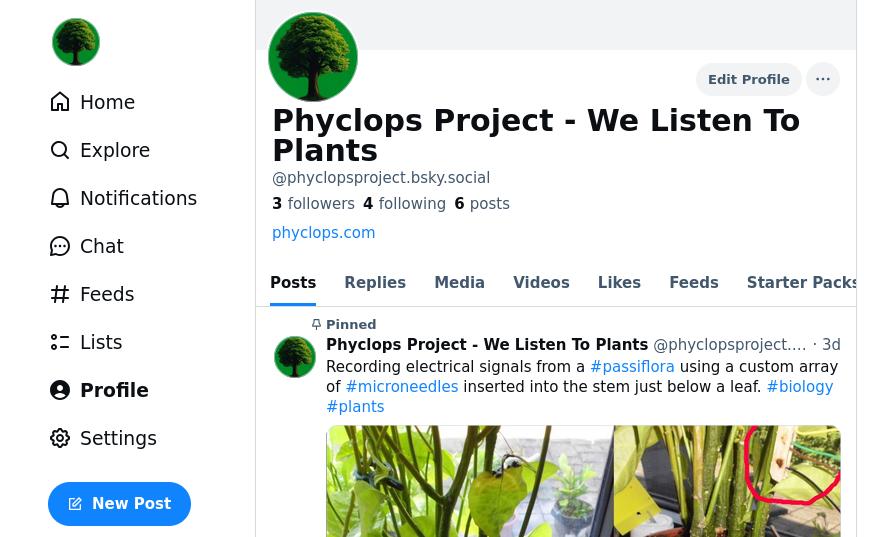 Home
Explore
Notifications
Chat
Feeds
Lists
Profile
Settings
New Post
Edit Profile
Phyclops Project - We Listen To
Plants
@phyclopsproject.bsky.social
3 followers 4 following 6 posts
phyclops.com
Posts Replies Media Videos Likes Feeds Starter Packs
Pinned
Phyclops Project - We Listen To Plants @phyclopsproject.... · 3d
Recording electrical signals from a #passiflora using a custom array
of #microneedles inserted into the stem just below a leaf. #biology
#plants